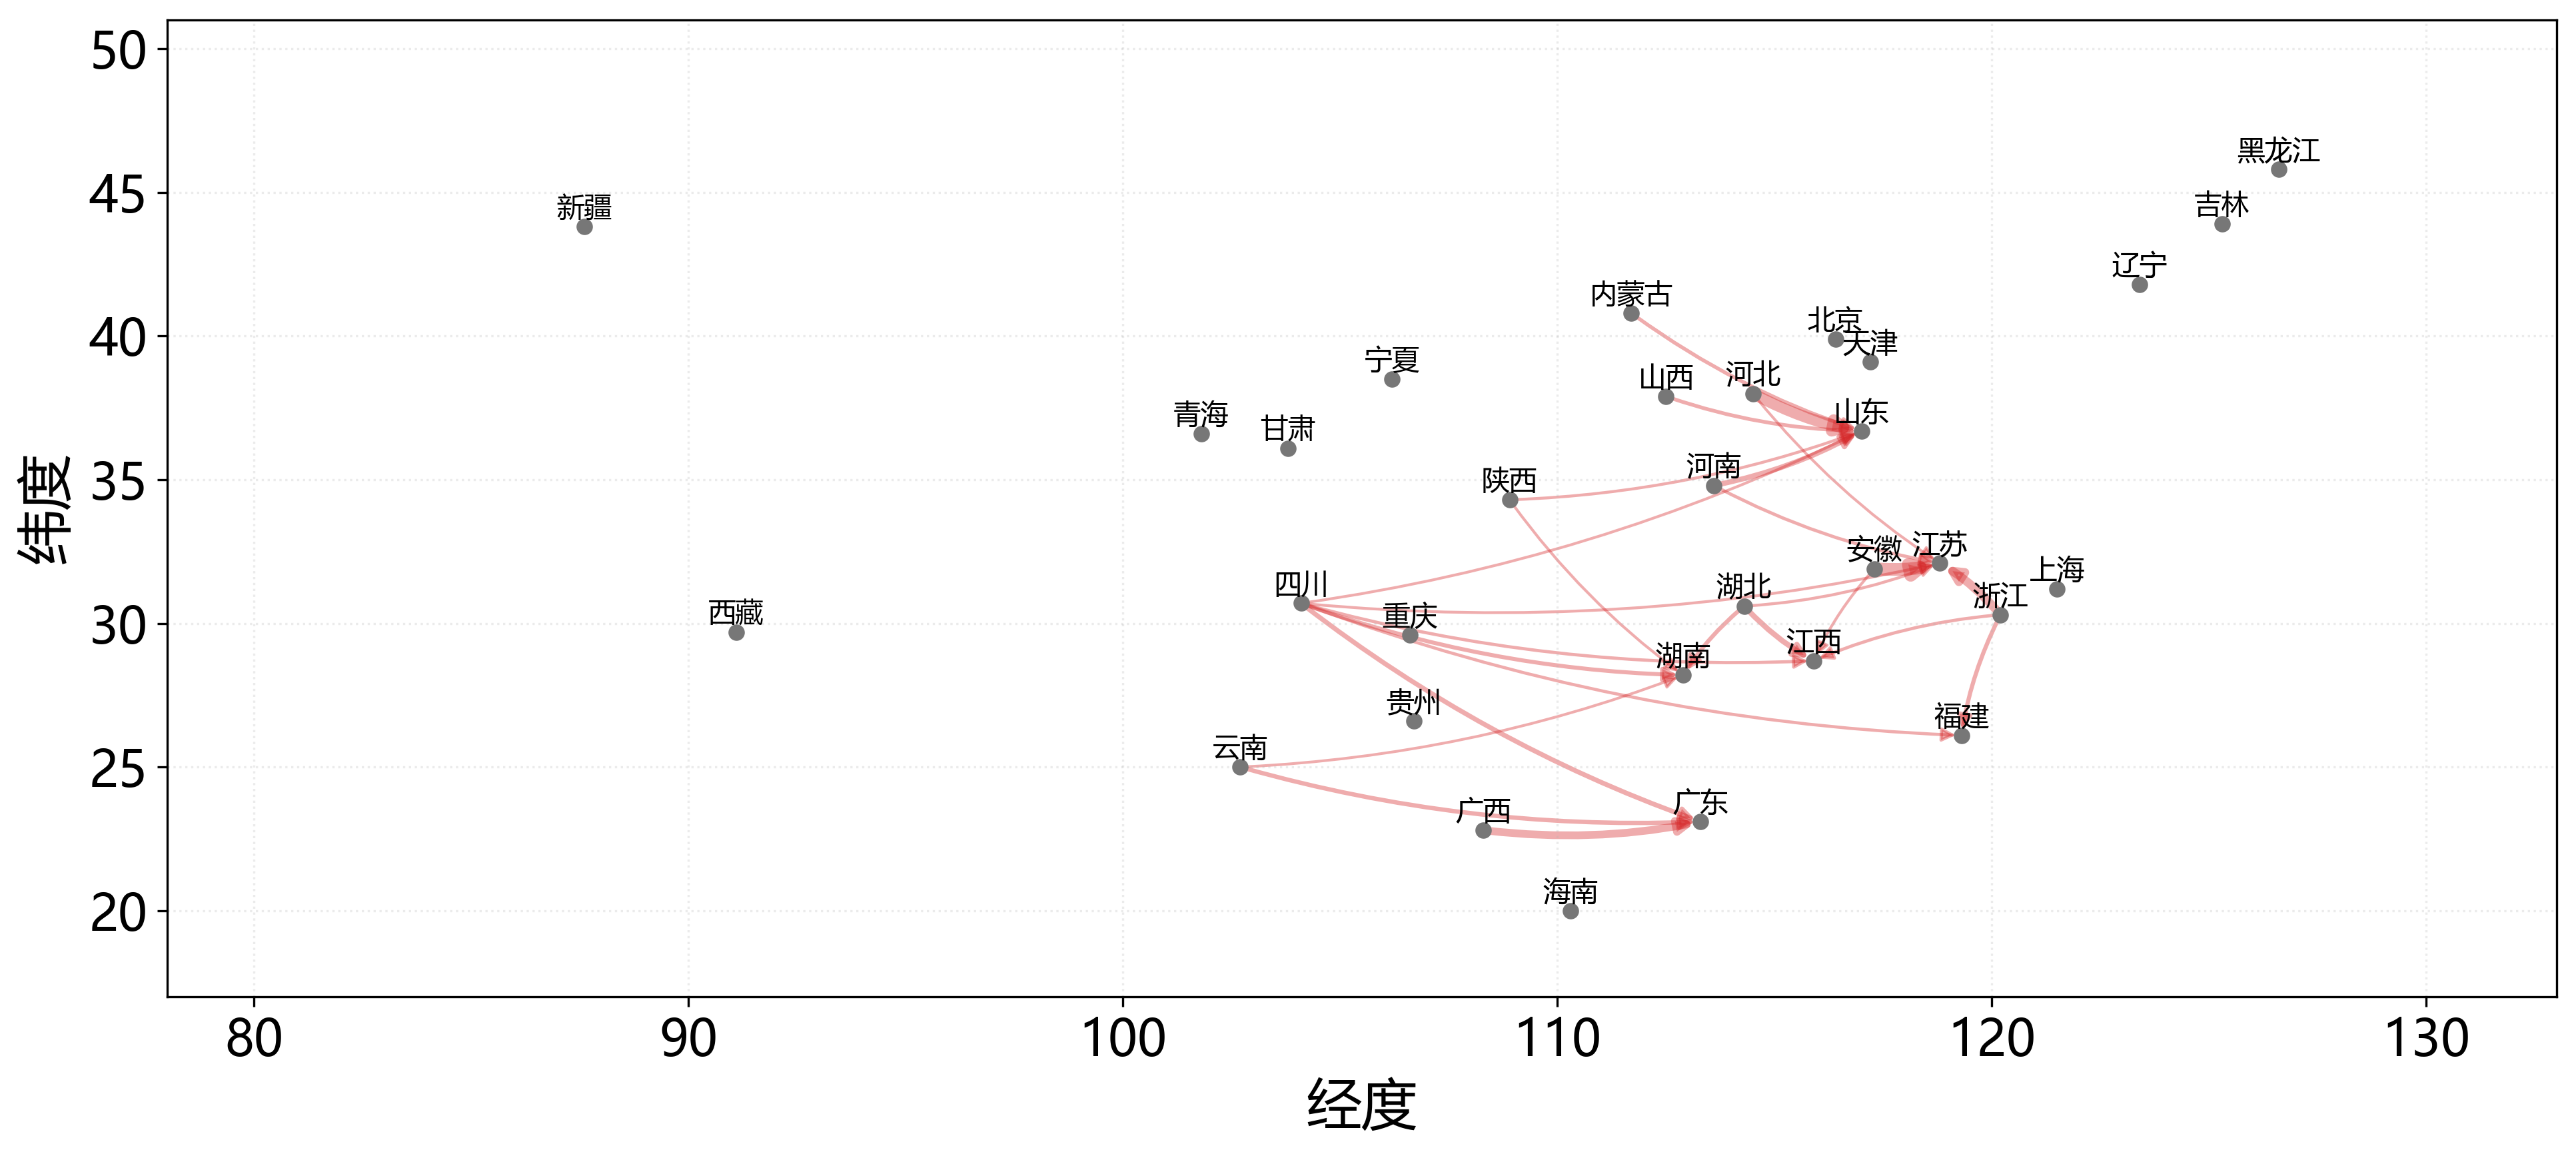 50
45
40
35
30
25
20
纬度
黑龙江
吉林
新疆
辽宁
内蒙古
北京
天津
宁夏
山西
河北
山东
青海
甘肃
河南
陕西
安徽
江苏
上海
四川
湖北
浙江
西藏
重庆
江西
湖南
贵州
福建
云南
广西
广东
海南
80
90
100
110
120
130
经度